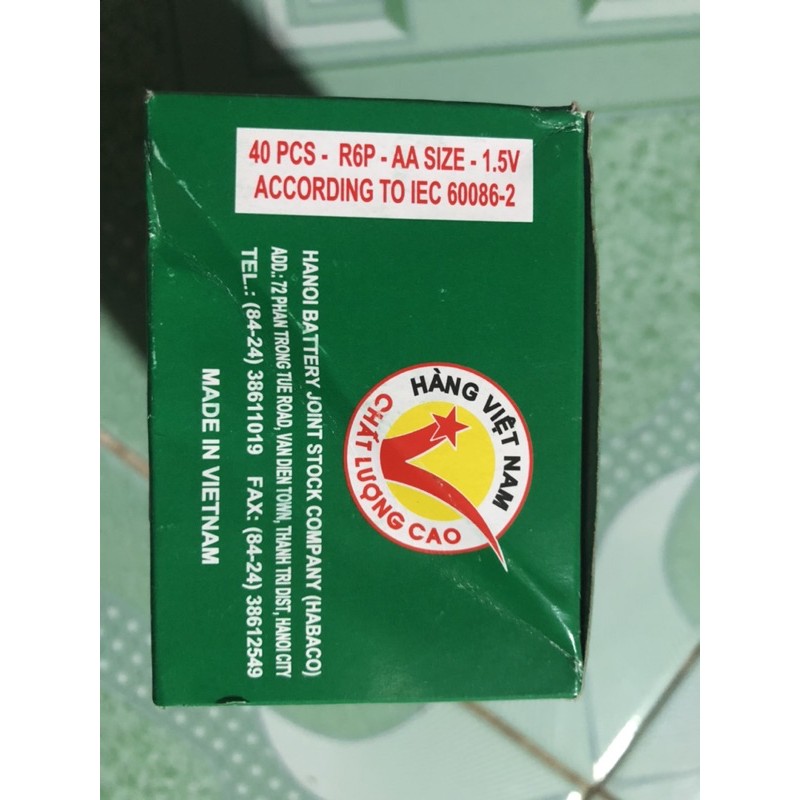 40 PCS - R6P - AA SIZE - 1.5V
ACCORDING TO IEC 60086-2
HÀNG VIỆT NAM
CHẤT LƯỢNG CAO
HANOI BATTERY JOINT STOCK COMPANY (HABACO)
ADD.: 72 PHAN TRONG TUE ROAD, VAN DIEN TOWN, THANH TRI DIST, HANOI CITY
TEL.: (84-24) 38611019 FAX: (84-24) 38612549
MADE IN VIETNAM